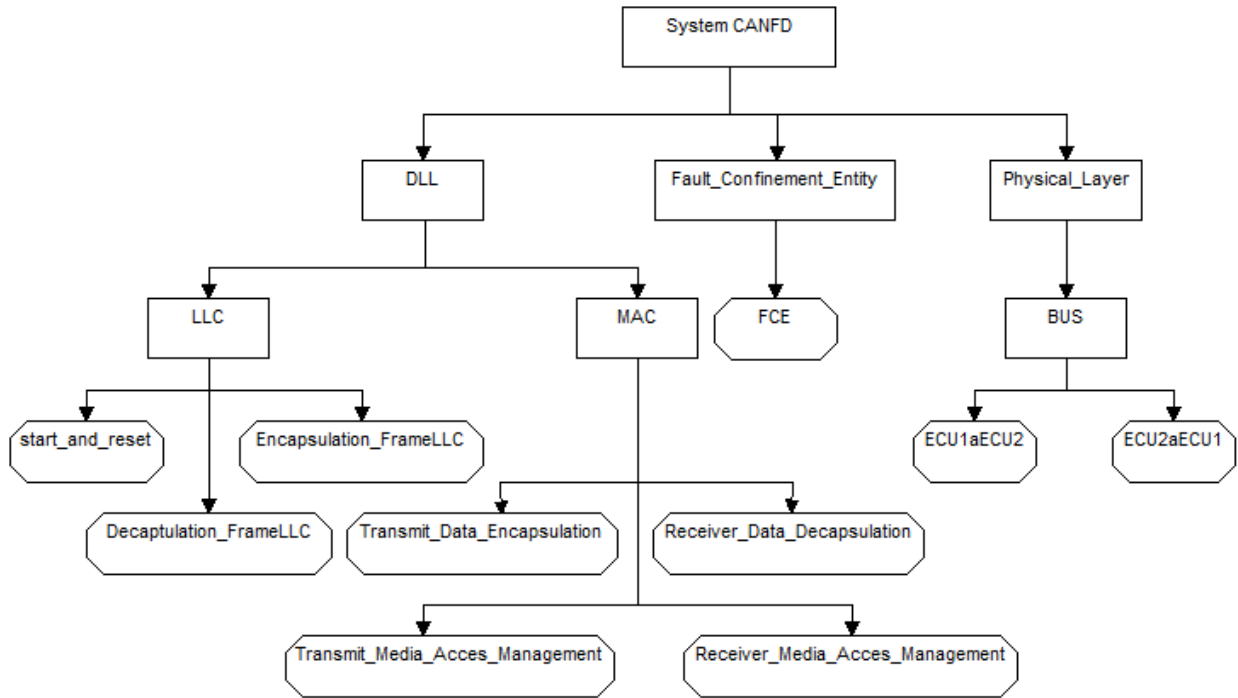 System CANFD
DLL
Fault_Confinement_Entity
Physical_Layer
LLC
MAC
FCE
BUS
start_and_reset
Encapsulation_FrameLLC
ECU1aECU2
ECU2aECU1
Decaptulation_FrameLLC
Transmit_Data_Encapsulation
Receiver_Data_Decapsulation
Transmit_Media_Acces_Management
Receiver_Media_Acces_Management